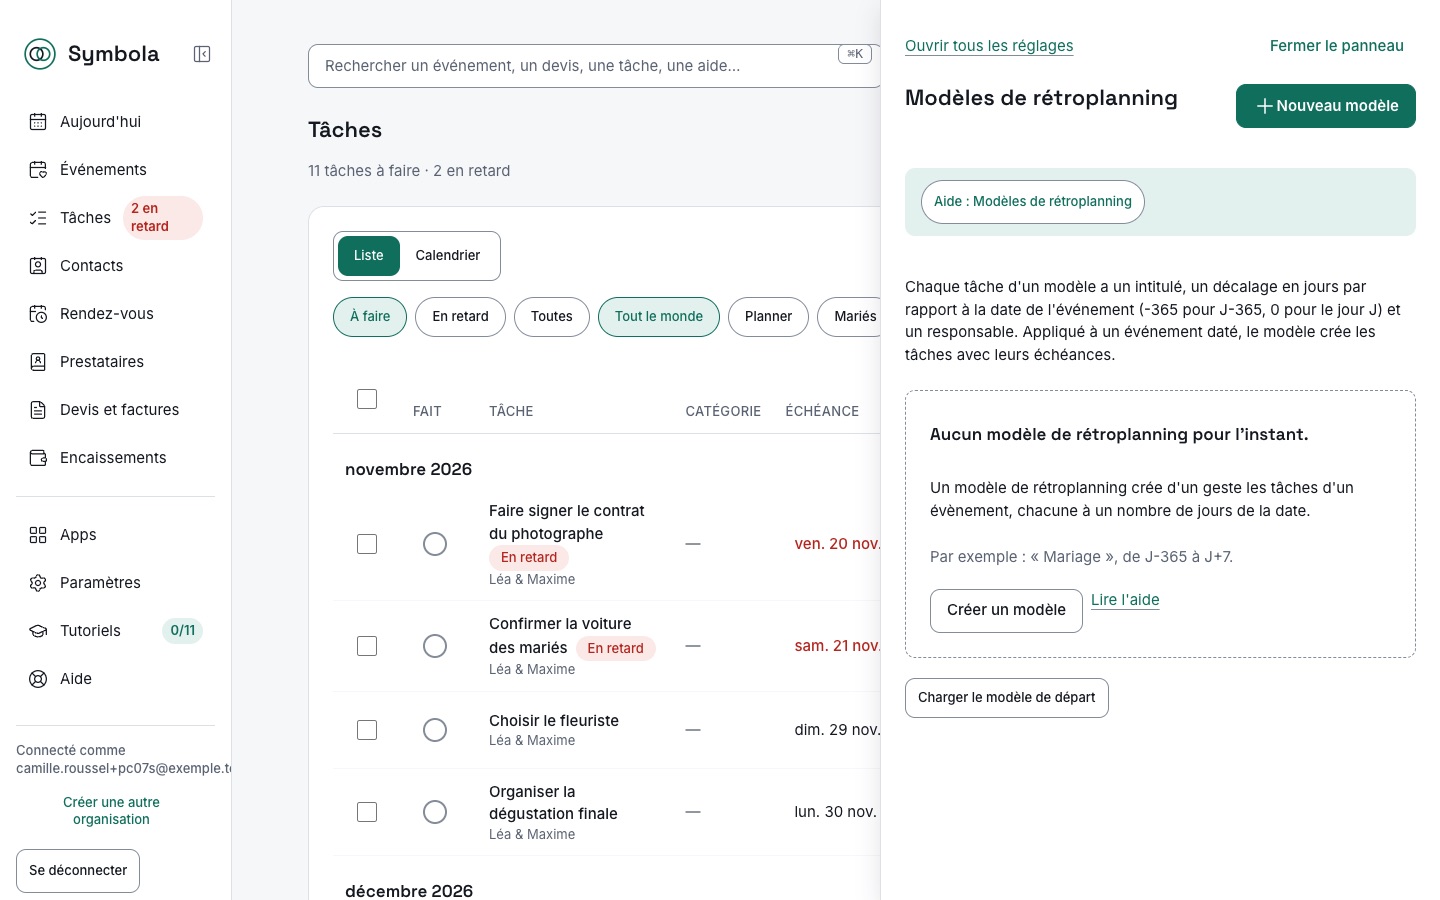 Symbola
Aujourd'hui
Événements
Tâches
2 en
retard
Contacts
Rendez-vous
Prestataires
Devis et factures
Encaissements
Apps
Paramètres
Tutoriels
0/11
Aide
Connecté comme
camille.roussel+pc07s@exemple.t
Créer une autre
organisation
Se déconnecter
Rechercher un événement, un devis, une tâche, une aide...
⌘K
Tâches
11 tâches à faire · 2 en retard
Liste
Calendrier
À faire
En retard
Toutes
Tout le monde
Planner
Mariés
FAIT
TÂCHE
CATÉGORIE
ÉCHÉANCE
novembre 2026
Faire signer le contrat
du photographe
En retard
Léa & Maxime
—
ven. 20 nov.
Confirmer la voiture
des mariés En retard
Léa & Maxime
—
sam. 21 nov.
Choisir le fleuriste
Léa & Maxime
—
dim. 29 nov.
Organiser la
dégustation finale
Léa & Maxime
—
lun. 30 nov.
décembre 2026
Ouvrir tous les réglages
Fermer le panneau
Modèles de rétroplanning
Nouveau modèle
Aide : Modèles de rétroplanning
Chaque tâche d'un modèle a un intitulé, un décalage en jours par
rapport à la date de l'événement (-365 pour J-365, 0 pour le jour J) et
un responsable. Appliqué à un événement daté, le modèle crée les
tâches avec leurs échéances.
Aucun modèle de rétroplanning pour l’instant.
Un modèle de rétroplanning crée d'un geste les tâches d'un
évènement, chacune à un nombre de jours de la date.
Par exemple : « Mariage », de J-365 à J+7.
Créer un modèle
Lire l'aide
Charger le modèle de départ